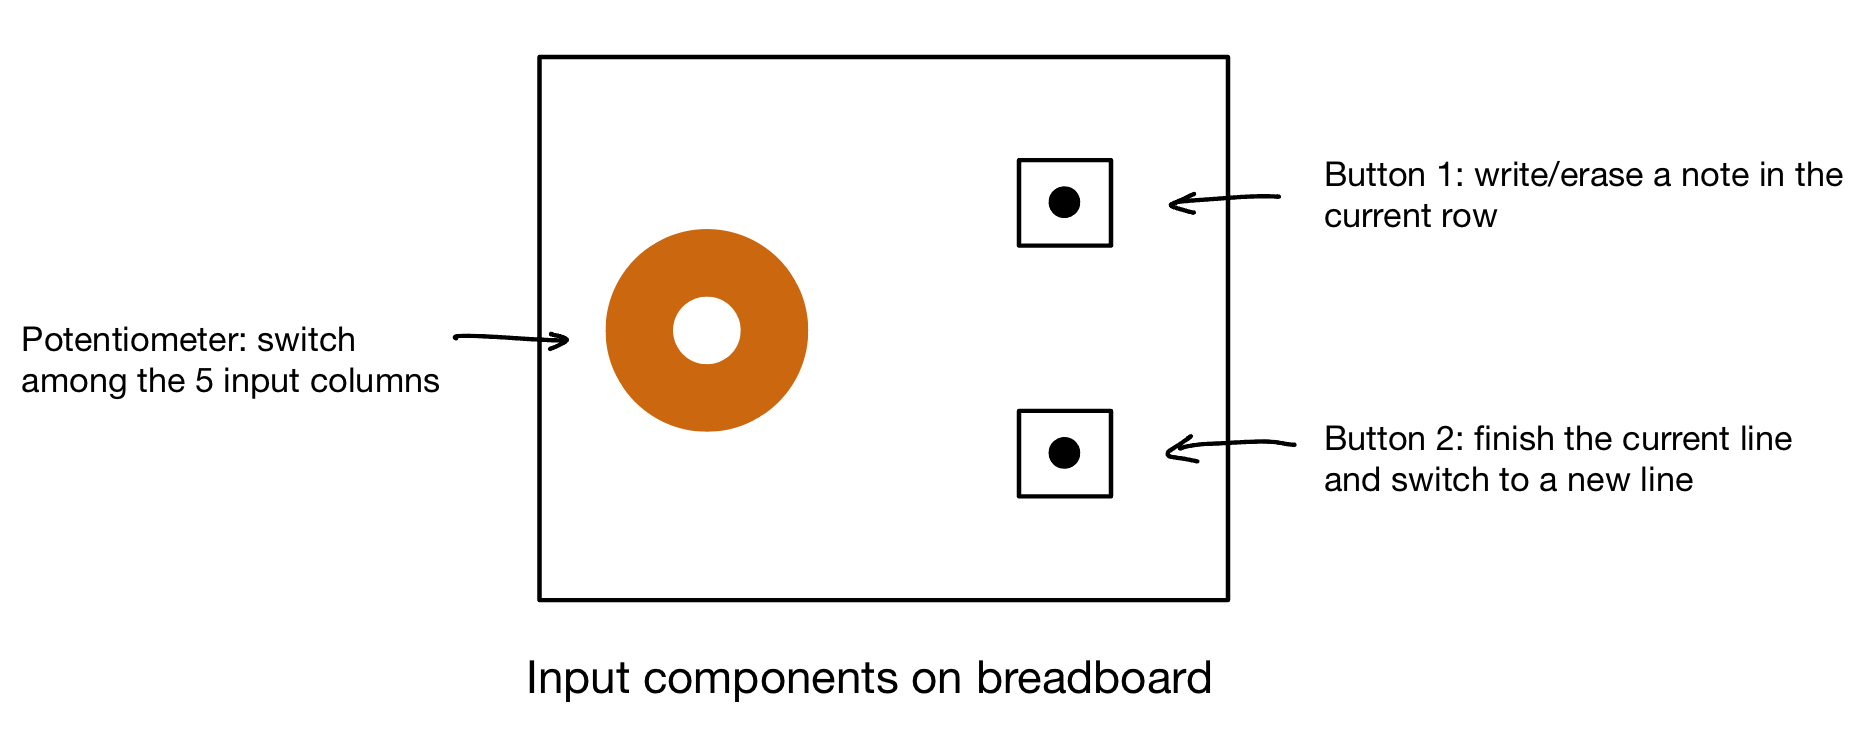 Button 1: write/erase a note in the
current row
Potentiometer: switch
among the 5 input columns
Button 2: finish the current line
and switch to a new line
Input components on breadboard